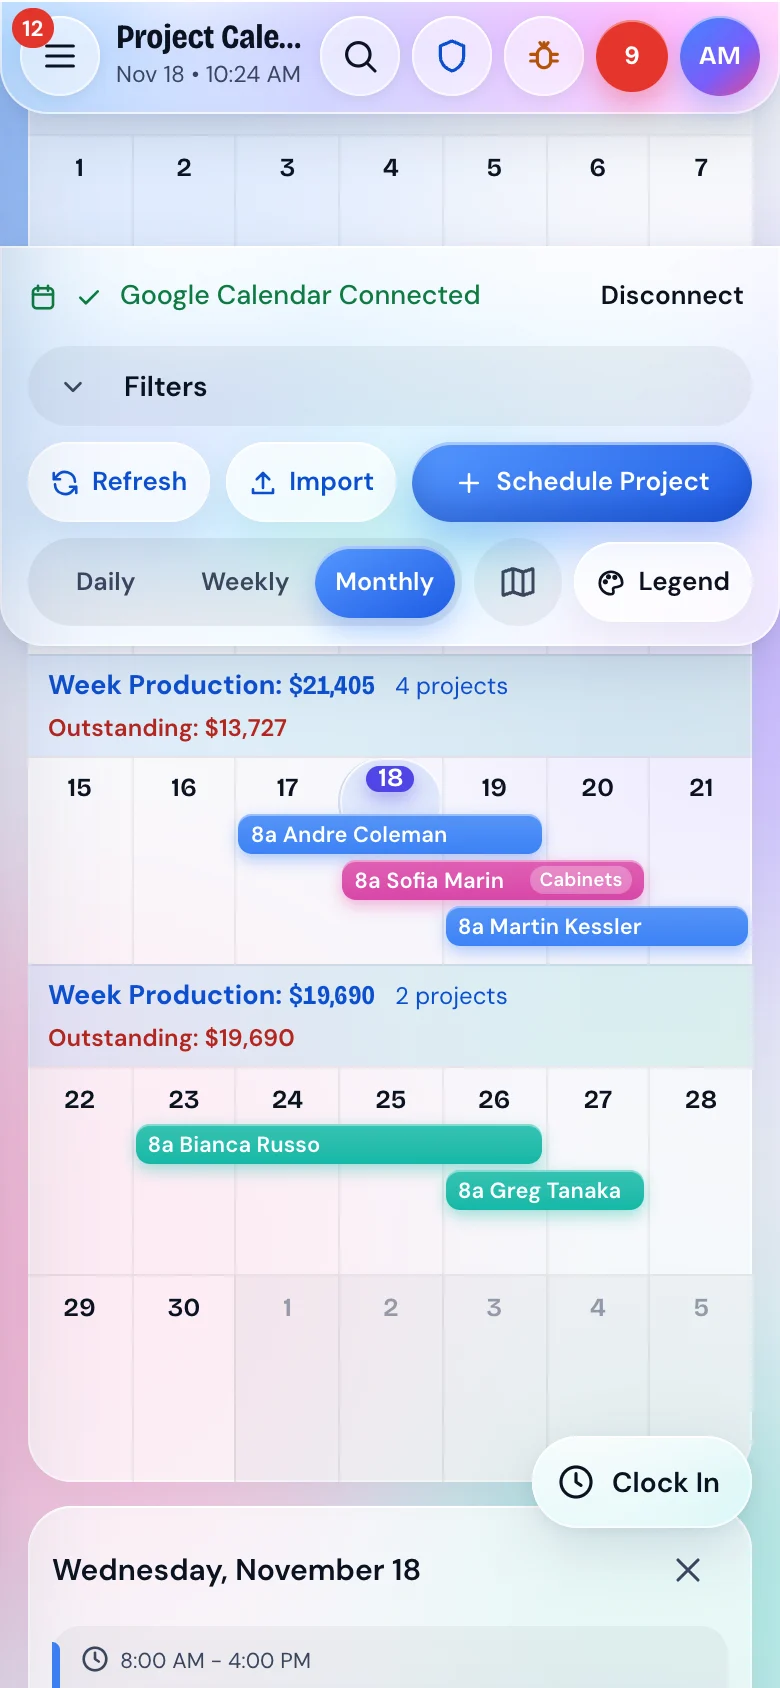 12
Project Cale...
Nov 18 • 10:24 AM
9
AM
1 2 3 4 5 6 7
Google Calendar Connected
Disconnect
Filters
Refresh
Import
Schedule Project
Daily
Weekly
Monthly
Legend
Week Production: $21,405 4 projects
Outstanding: $13,727
15 16 17 18 19 20 21
8a Andre Coleman
8a Sofia Marin Cabinets
8a Martin Kessler
Week Production: $19,690 2 projects
Outstanding: $19,690
22 23 24 25 26 27 28
8a Bianca Russo
8a Greg Tanaka
29 30 1 2 3 4 5
Clock In
Wednesday, November 18
8:00 AM - 4:00 PM